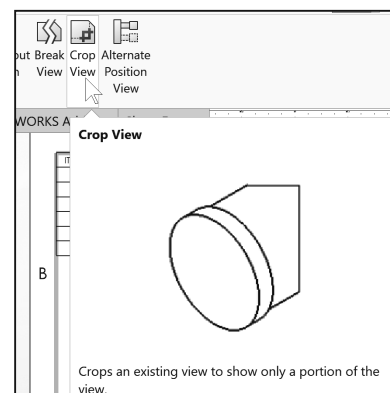 out Break Crop Alternate
n View View Position
View
WORKS A
IT
Crop View
B
Crops an existing view to show only a portion of the
view.